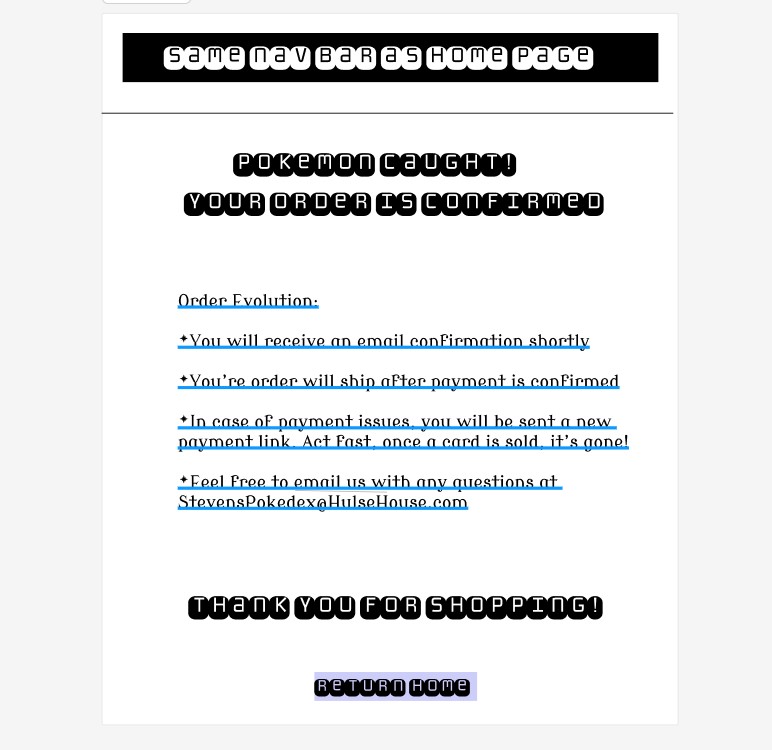 Same nav bar as home page
Pokemon Caught!
Your order is confirmed
Order Evolution:
✦You will receive an email confirmation shortly
✦You're order will ship after payment is confirmed
✦In case of payment issues, you will be sent a new
payment link. Act fast, once a card is sold, it's gone!
✦Feel free to email us with any questions at
StevensPokedex@HulseHouse.com
Thank you for shopping!
Return Home